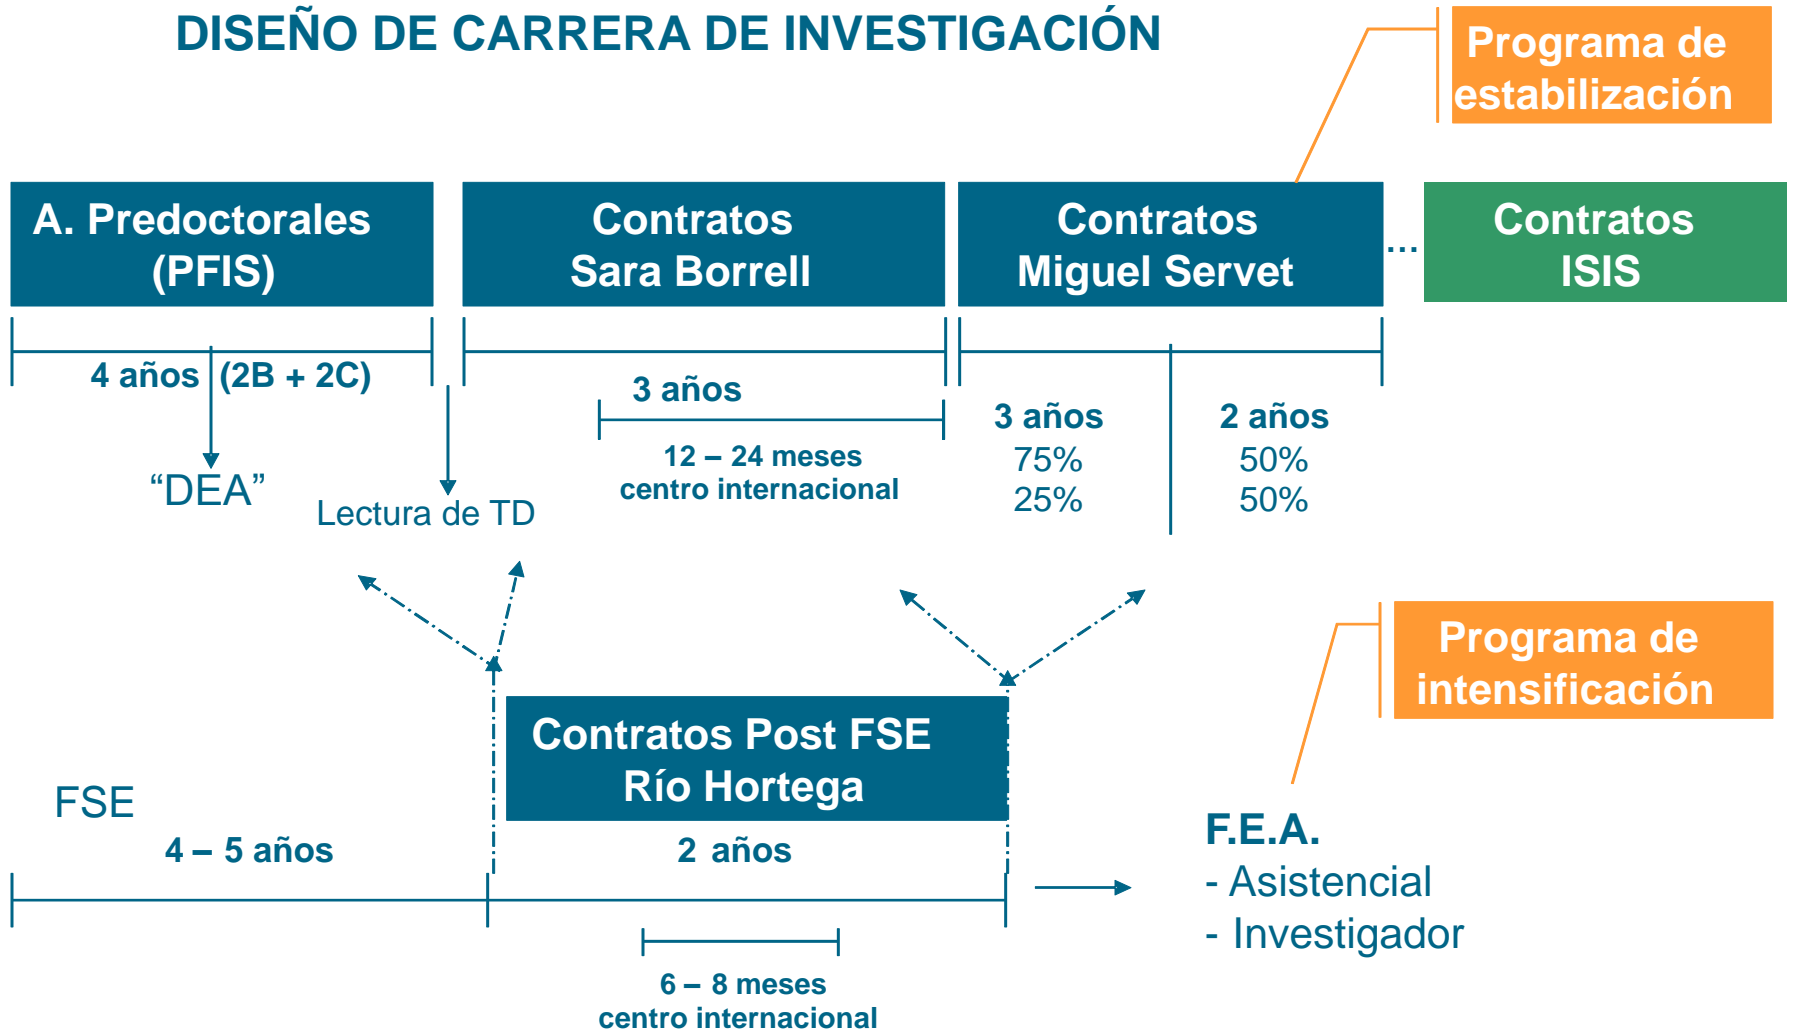 DISEÑO DE CARRERA DE INVESTIGACIÓN
Programa de
estabilización
A. Predoctorales
(PFIS)
Contratos
Sara Borrell
Contratos
Miguel Servet
...
Contratos
ISIS
4 años (2B + 2C)
“DEA”
Lectura de TD
3 años
12 – 24 meses
centro internacional
3 años
75%
25%
2 años
50%
50%
Programa de
intensificación
Contratos Post FSE
Río Hortega
FSE
4 – 5 años
2 años
6 – 8 meses
centro internacional
F.E.A.
- Asistencial
- Investigador